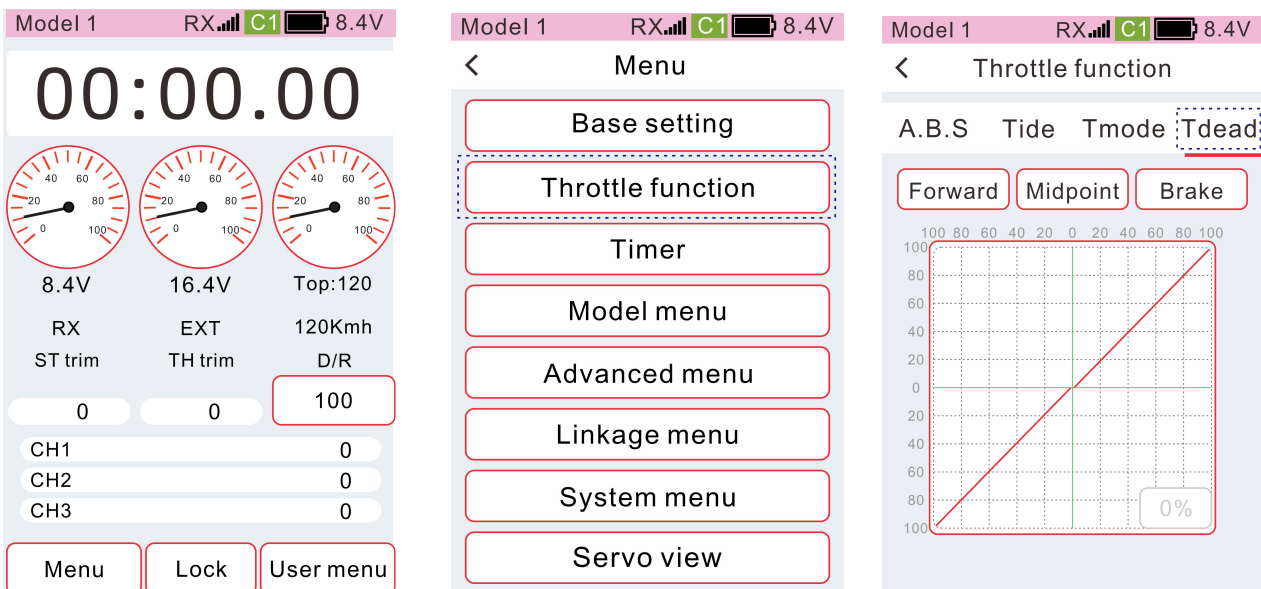 Model 1 RX C1 8.4V
00:00.00
40 60 40 60 40 60
20 80 20 80 20 80
0 100 0 100 0 100
8.4V 16.4V Top:120
RX EXT 120Kmh
ST trim TH trim D/R
0 0 100
CH1 0
CH2 0
CH3 0
Menu Lock User menu
Model 1 RX C1 8.4V
< Menu
Base setting
Throttle function
Timer
Model menu
Advanced menu
Linkage menu
System menu
Servo view
Model 1 RX C1 8.4V
< Throttle function
A.B.S Tide Tmode Tdead
Forward Midpoint Brake
100 80 60 40 20 0 20 40 60 80 100
100
80
60
40
20
0
20
40
60
80
0%
100